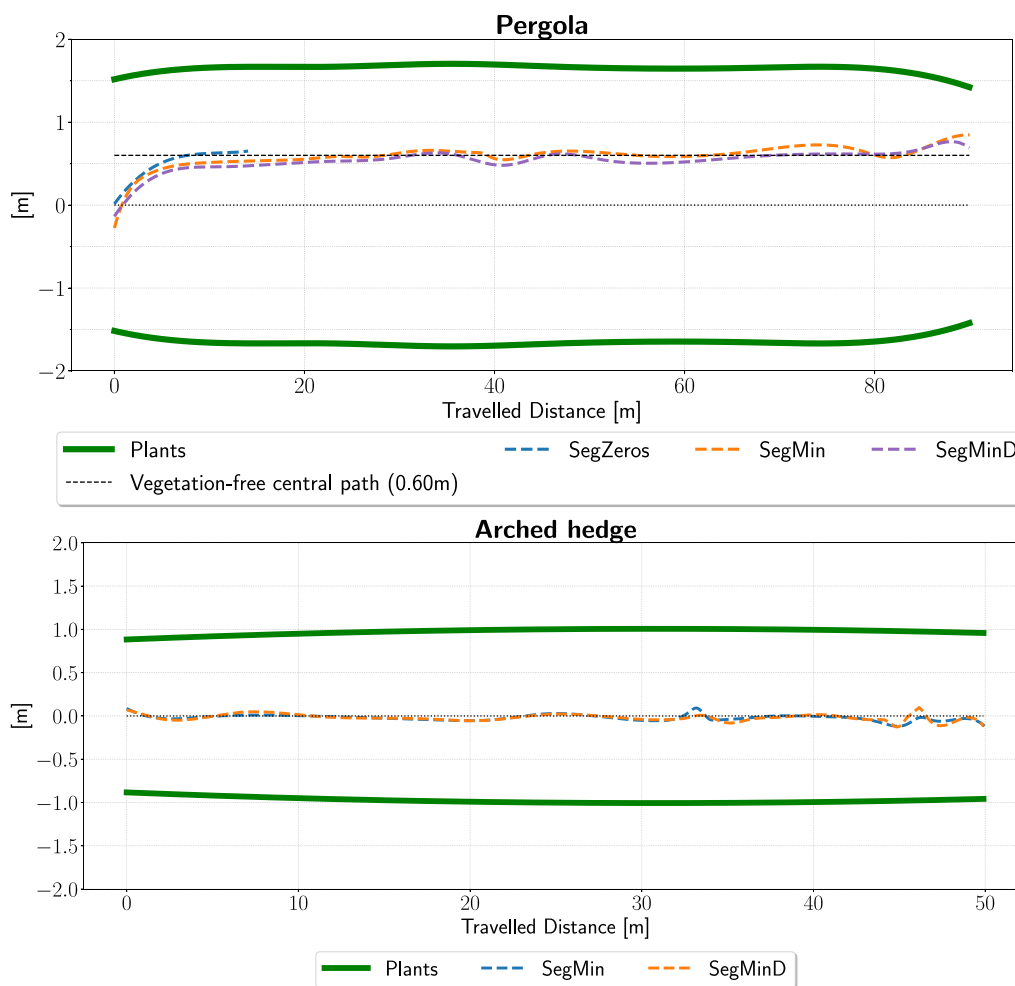 Pergola
2
1
0
−1
−2
[m]
0 20 40 60 80
Travelled Distance [m]
Plants SegZeros SegMin SegMinD
Vegetation-free central path (0.60m)
Arched hedge
2.0
1.5
1.0
0.5
0.0
−0.5
−1.0
−1.5
−2.0
[m]
0 10 20 30 40 50
Travelled Distance [m]
Plants SegMin SegMinD